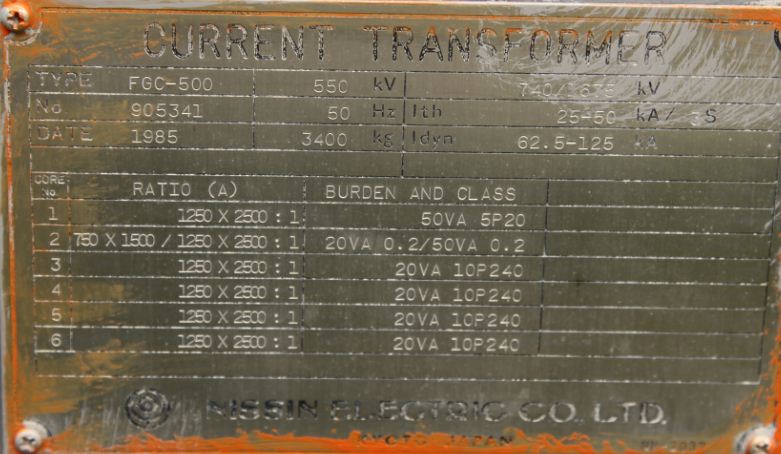 CURRENT TRANSFORMER
TYPE FGC-500 550 kV 740/1675 kV
No 905341 50 Hz Ith 25-50 kA/ 3S
DATE 1985 3400 kg Idyn 62.5-125 kA
CORE No RATIO (A) BURDEN AND CLASS
1 1250 X 2500 : 1 50VA 5P20
2 750 X 1500 / 1250 X 2500 : 1 20VA 0.2/50VA 0.2
3 1250 X 2500 : 1 20VA 10P240
4 1250 X 2500 : 1 20VA 10P240
5 1250 X 2500 : 1 20VA 10P240
6 1250 X 2500 : 1 20VA 10P240
NISSIN ELECTRIC CO., LTD.
KYOTO JAPAN